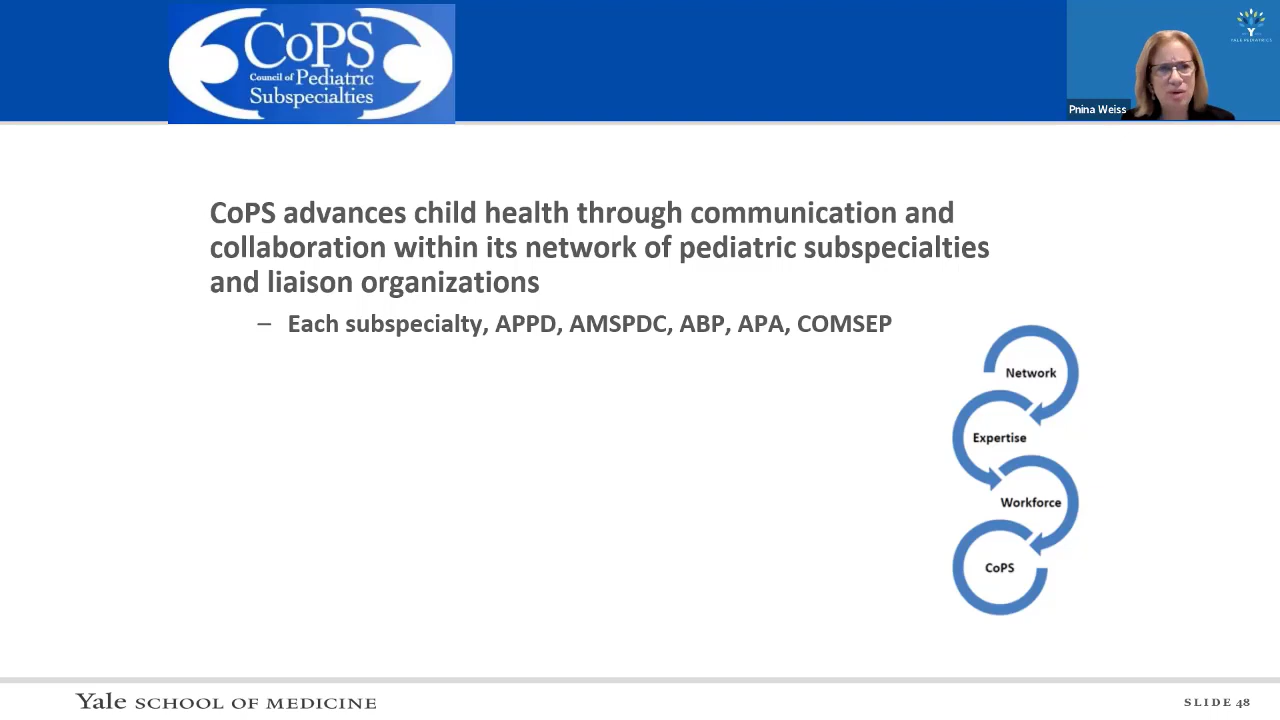 CoPS
Council of Pediatric
Subspecialties
YALE PEDIATRICS
Pnina Weiss
CoPS advances child health through communication and
collaboration within its network of pediatric subspecialties
and liaison organizations
– Each subspecialty, APPD, AMSPDC, ABP, APA, COMSEP
Network
Expertise
Workforce
CoPS
Yale SCHOOL OF MEDICINE
SLIDE 48